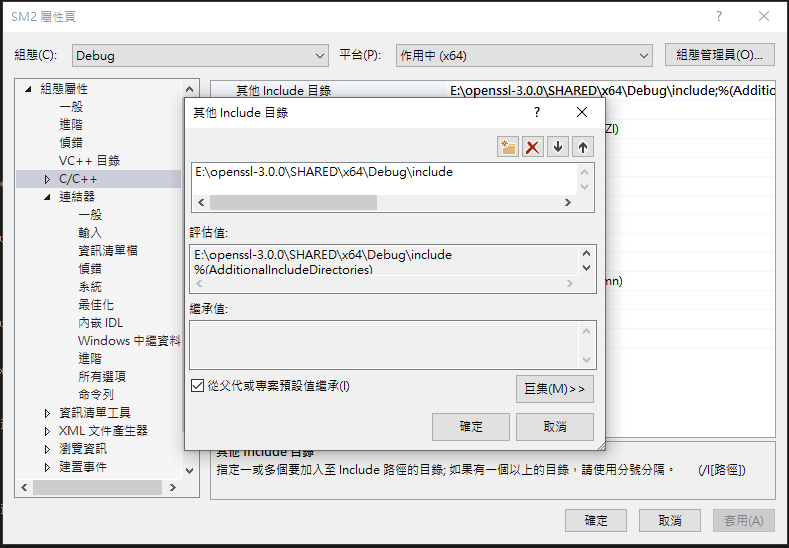 SM2 屬性頁
?
組態(C):
Debug
平台(P):
作用中 (x64)
組態管理員(O)...
組態屬性
一般
進階
偵錯
VC++ 目錄
C/C++
連結器
一般
輸入
資訊清單檔
偵錯
系統
最佳化
內嵌 IDL
Windows 中繼資料
進階
所有選項
命令列
資訊清單工具
XML 文件產生器
瀏覽資訊
建置事件
其他 Include 目錄
E:\openssl-3.0.0\SHARED\x64\Debug\include;%(Additio
ZI)
mn)
其他 Include 目錄
?
E:\openssl-3.0.0\SHARED\x64\Debug\include
評估值:
E:\openssl-3.0.0\SHARED\x64\Debug\include
%(AdditionalIncludeDirectories)
繼承值:
從父代或專案預設值繼承(I)
巨集(M)>>
確定
取消
其他 Include 目錄
指定一或多個要加入至 Include 路徑的目錄; 如果有一個以上的目錄，請使用分號分隔。 (/I[路徑])
確定
取消
套用(A)